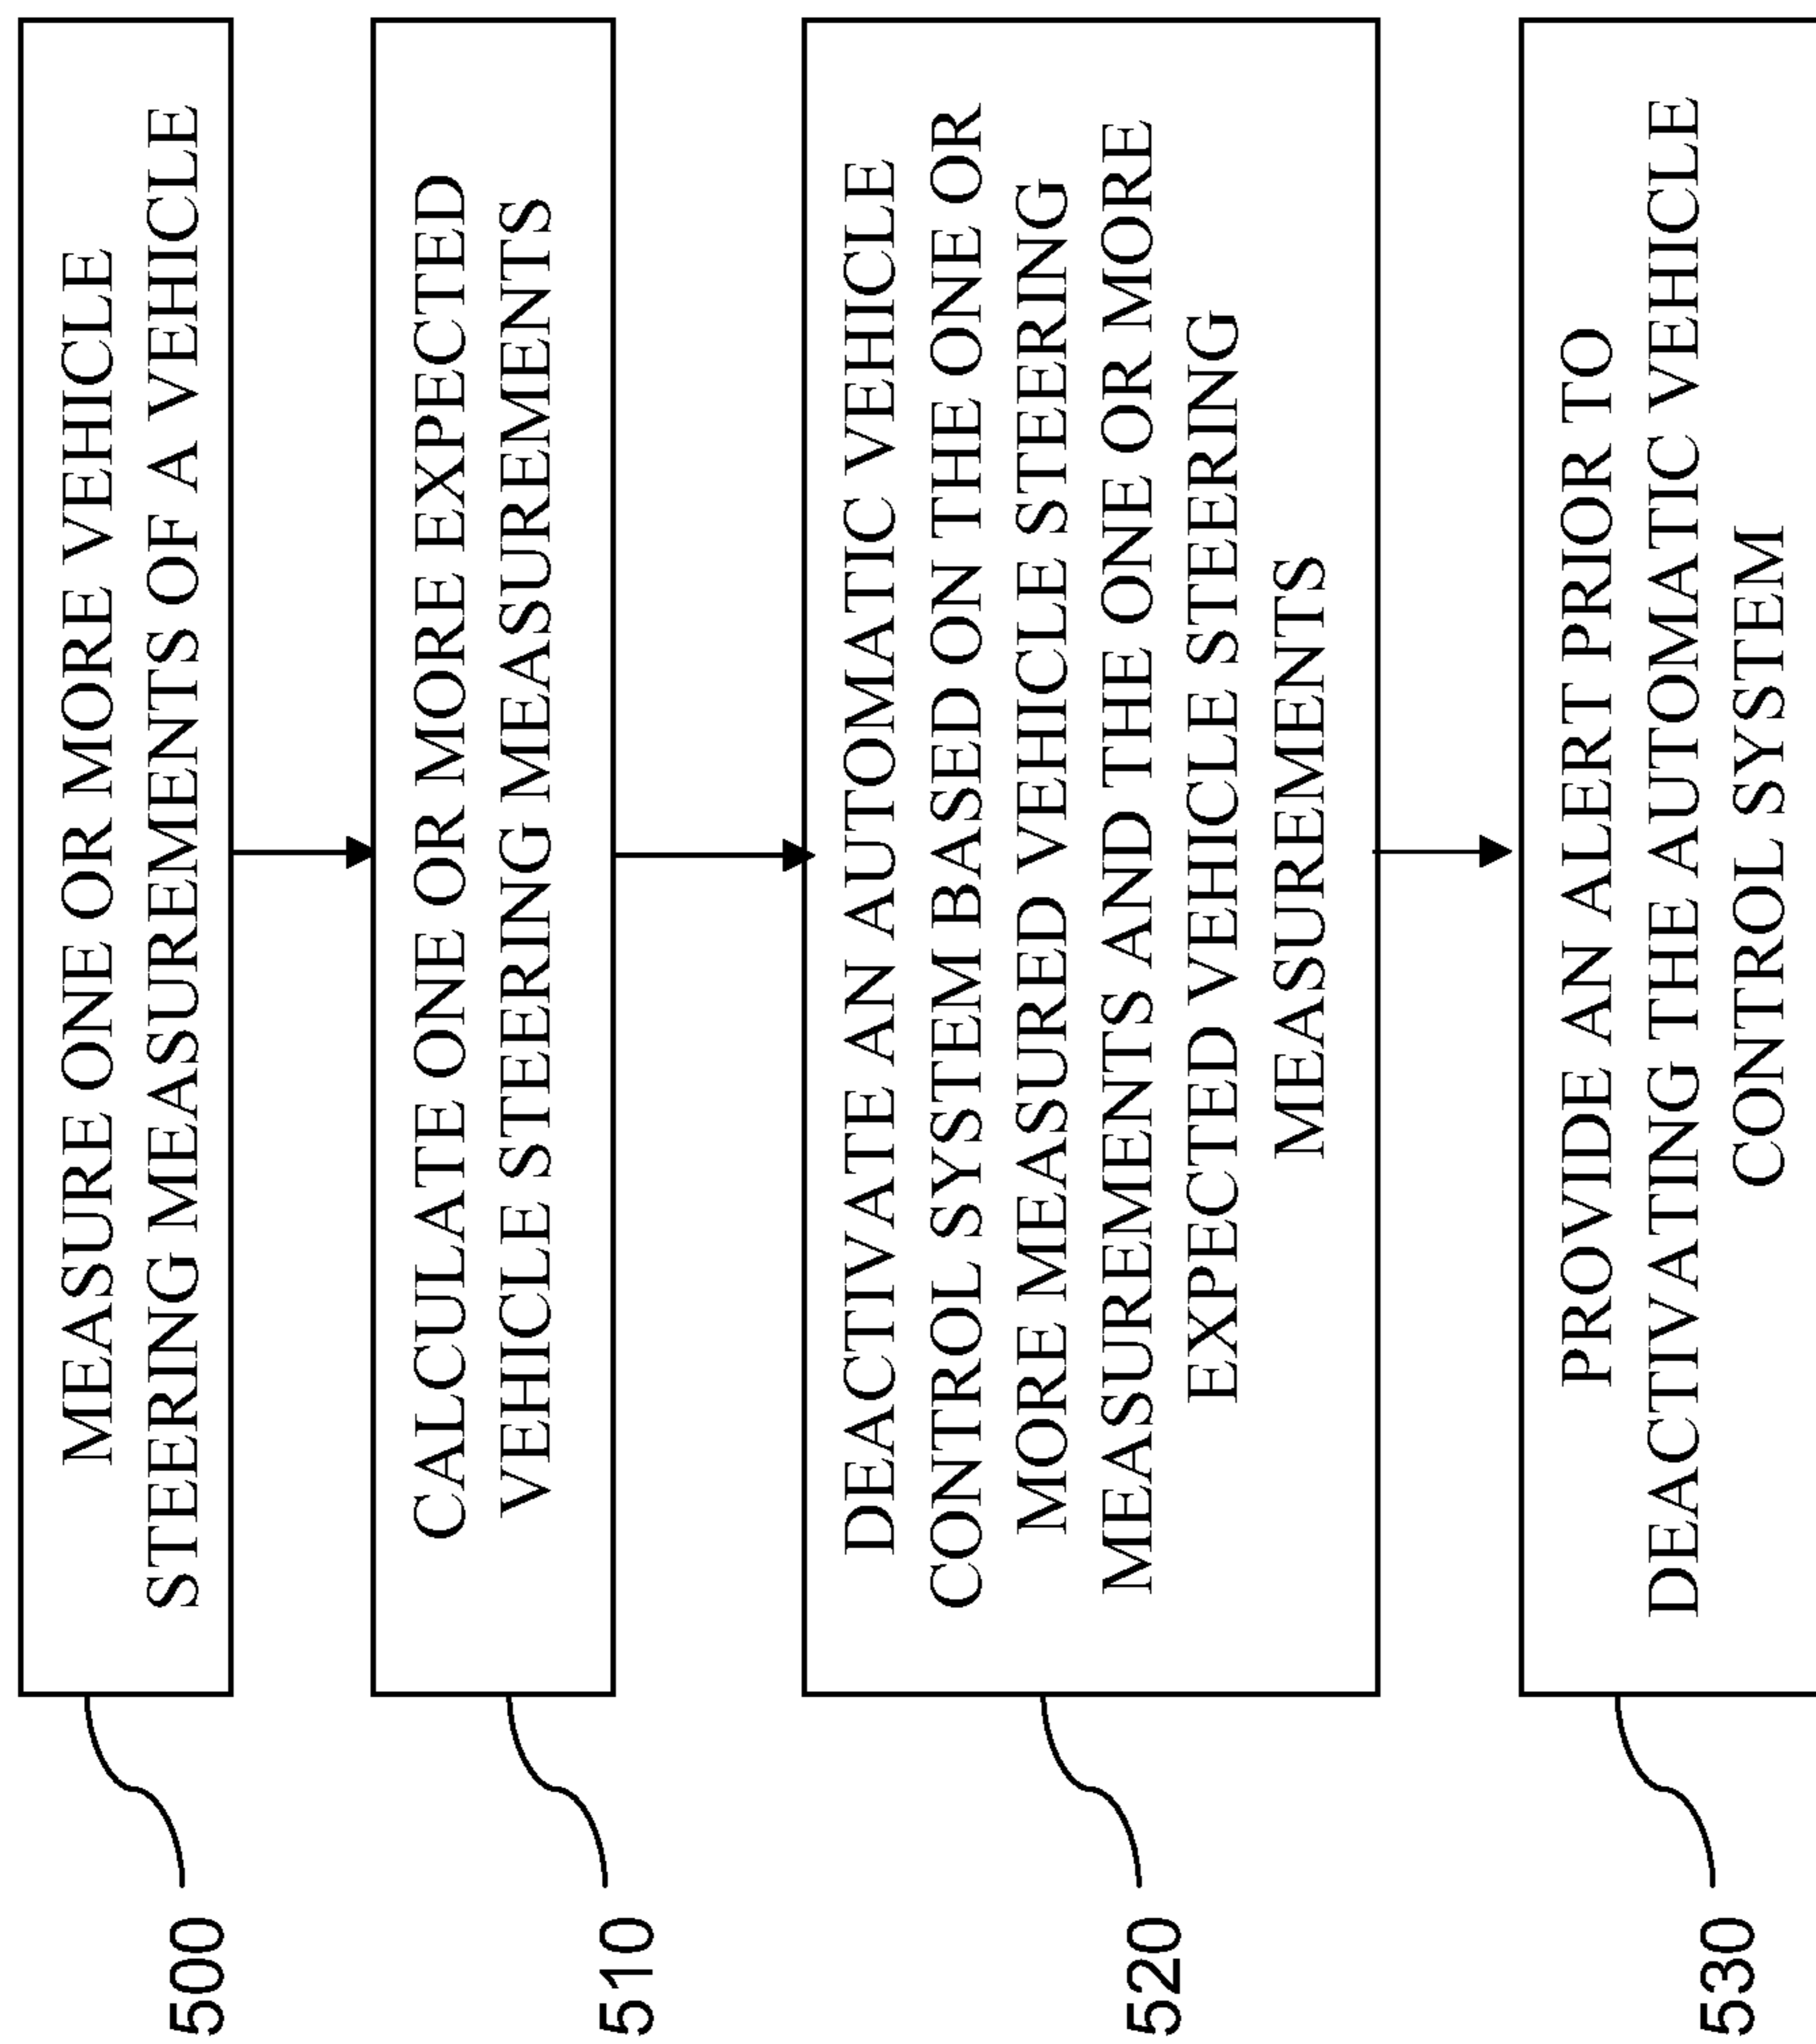 500
MEASURE ONE OR MORE VEHICLE
STEERING MEASUREMENTS OF A VEHICLE
510
CALCULATE ONE OR MORE EXPECTED
VEHICLE STEERING MEASUREMENTS
520
DEACTIVATE AN AUTOMATIC VEHICLE
CONTROL SYSTEM BASED ON THE ONE OR
MORE MEASURED VEHICLE STEERING
MEASUREMENTS AND THE ONE OR MORE
EXPECTED VEHICLE STEERING
MEASUREMENTS
530
PROVIDE AN ALERT PRIOR TO
DEACTIVATING THE AUTOMATIC VEHICLE
CONTROL SYSTEM